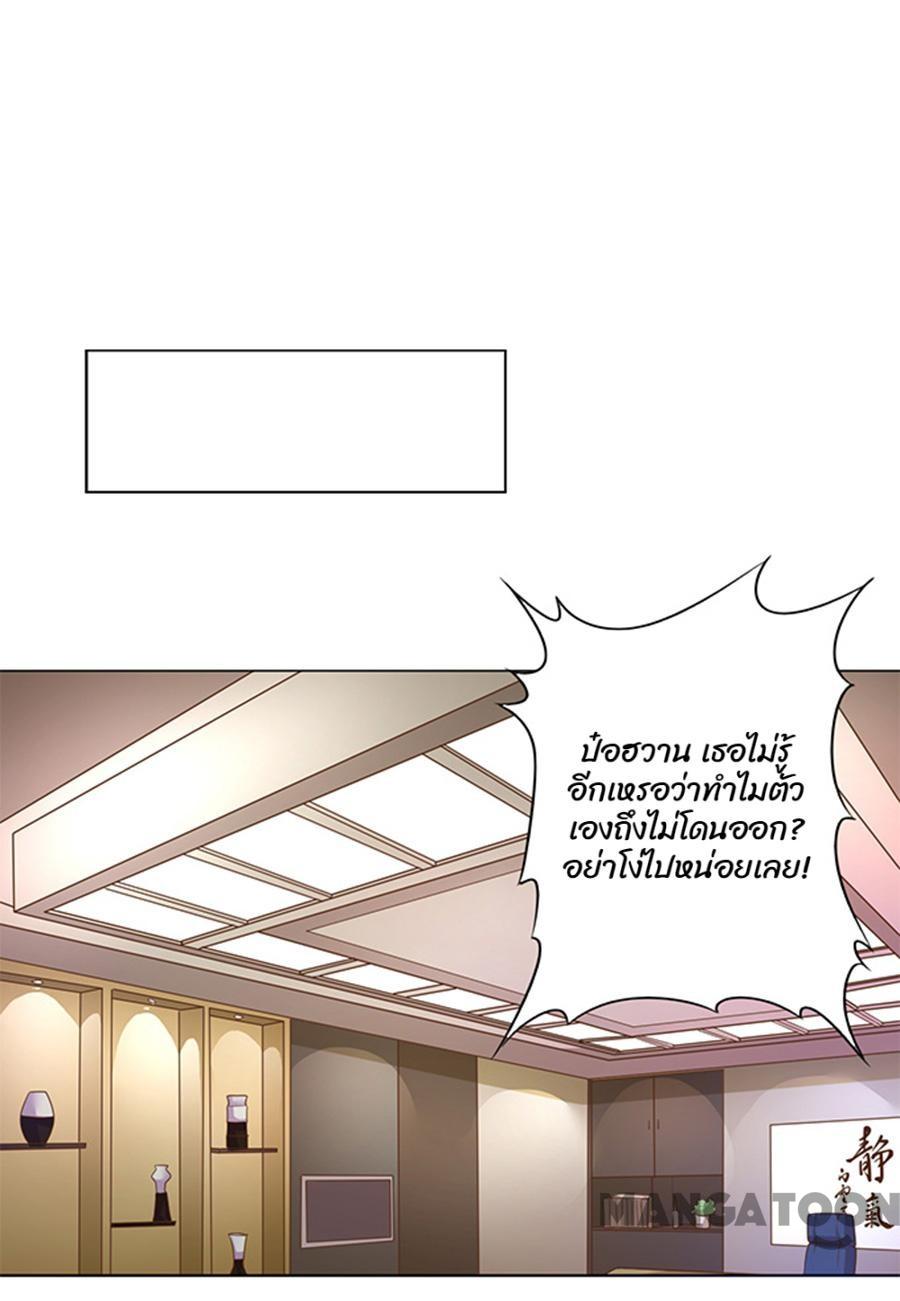 ป๋อฮวาน เธอไม่รู้
อีกเหรอว่าทำไมตัว
เองถึงไม่โดนออก?
อย่าโง่ไปหน่อยเลย!
静
氣
MANGATOON